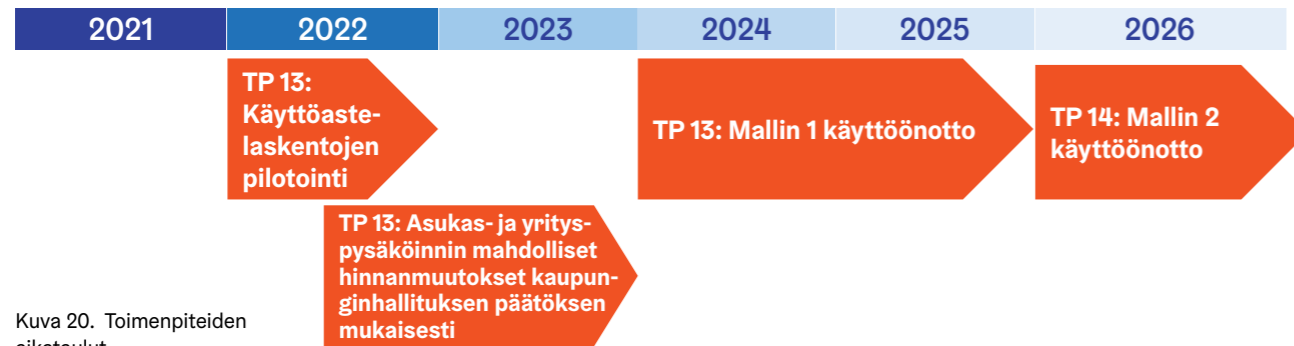 2021 2022 2023 2024 2025 2026
TP 13:
Käyttöaste-
laskentojen
pilotointi
TP 13: Mallin 1 käyttöönotto
TP 14: Mallin 2
käyttöönotto
TP 13: Asukas- ja yritys-
pysäköinnin mahdolliset
hinnanmuutokset kaupun-
ginhallituksen päätöksen
mukaisesti
Kuva 20. Toimenpiteiden